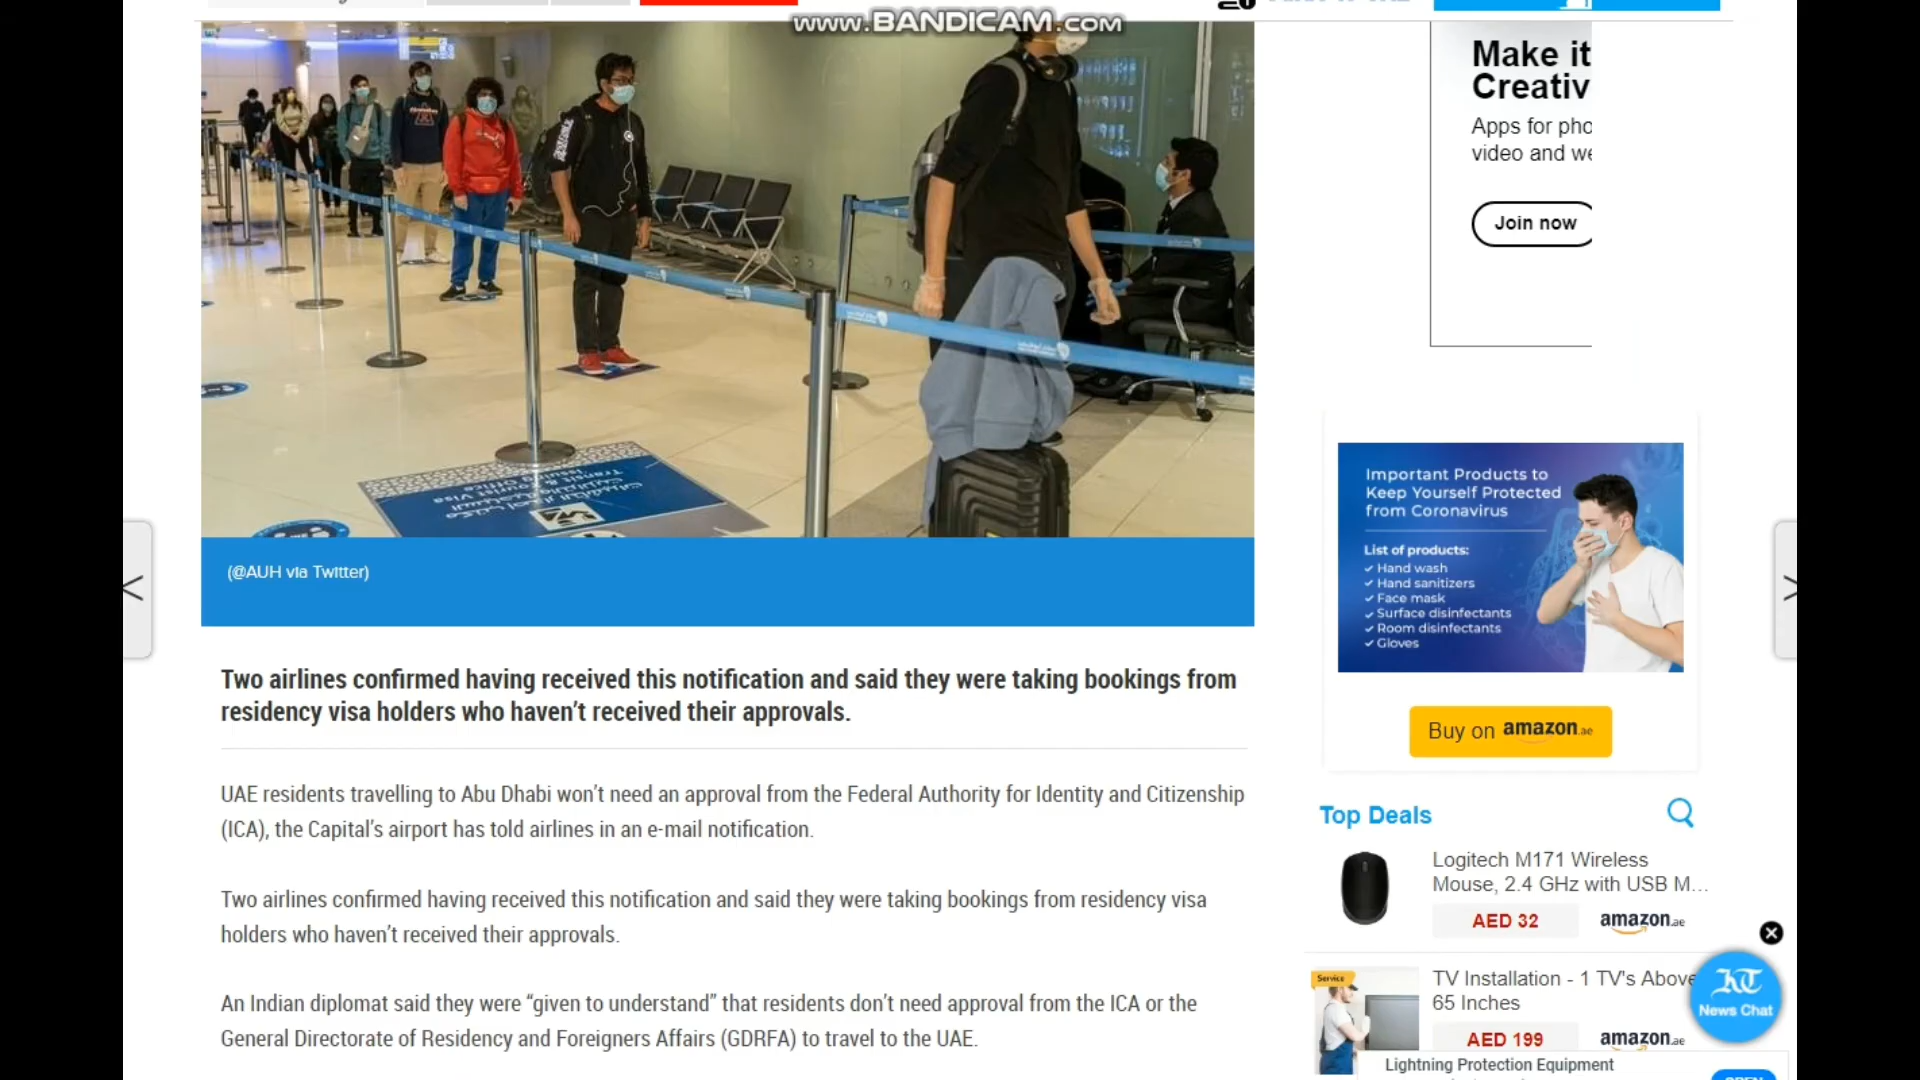 www.BANDICAM.com
Make it
Creativ
Apps for pho
video and we
Join now
(@AUH via Twitter)
Important Products to
Keep Yourself Protected
from Coronavirus
List of products:
✓ Hand wash
✓ Hand sanitizers
✓ Face mask
✓ Surface disinfectants
✓ Room disinfectants
✓ Gloves
Buy on amazon.ae
Two airlines confirmed having received this notification and said they were taking bookings from
residency visa holders who haven’t received their approvals.
UAE residents travelling to Abu Dhabi won’t need an approval from the Federal Authority for Identity and Citizenship
(ICA), the Capital’s airport has told airlines in an e-mail notification.
Two airlines confirmed having received this notification and said they were taking bookings from residency visa
holders who haven’t received their approvals.
An Indian diplomat said they were “given to understand” that residents don’t need approval from the ICA or the
General Directorate of Residency and Foreigners Affairs (GDRFA) to travel to the UAE.
Top Deals
Logitech M171 Wireless
Mouse, 2.4 GHz with USB M...
AED 32
amazon.ae
Service
TV Installation - 1 TV's Above
65 Inches
AED 199
amazon.ae
KT
News Chat
Lightning Protection Equipment
OPEN